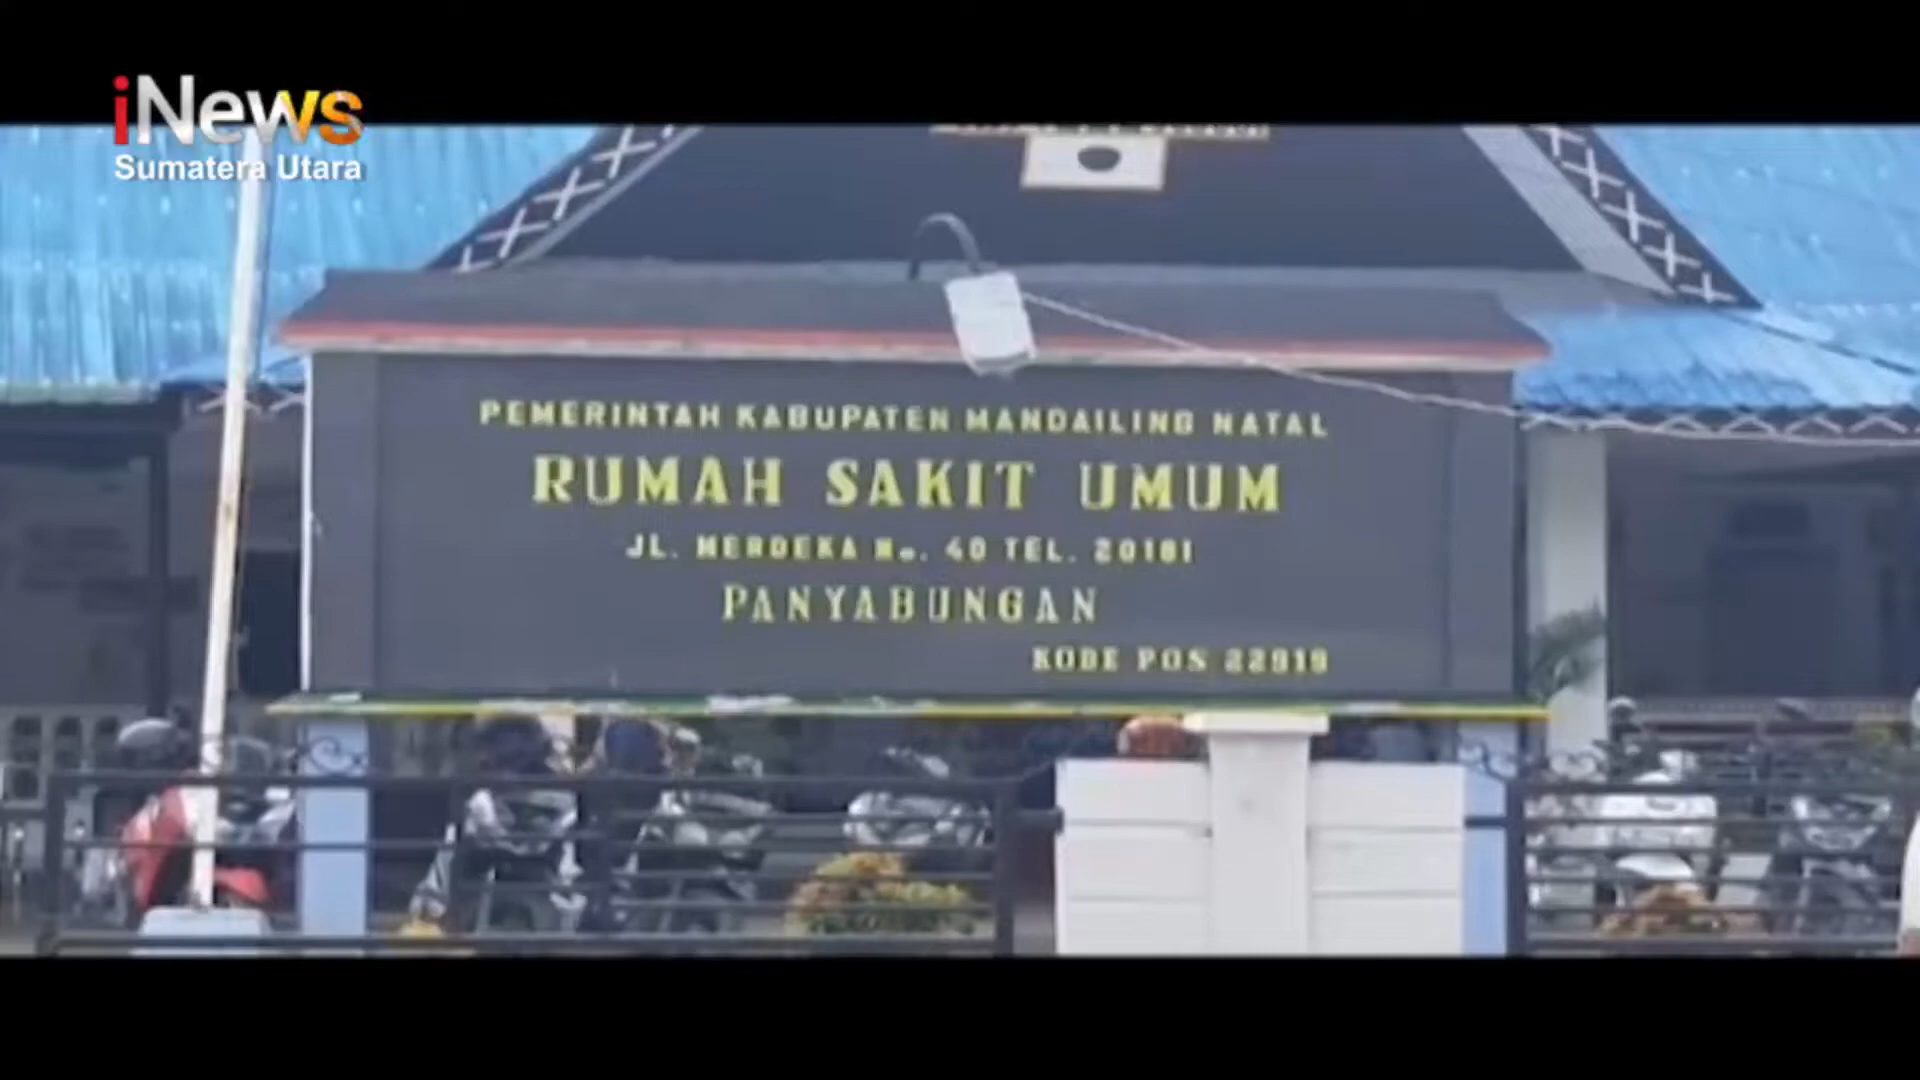 iNews
Sumatera Utara
PEMERINTAH KABUPATEN MANDAILING NATAL
RUMAH SAKIT UMUM
JL. MERDEKA No. 40 TEL. 20181
PANYABUNGAN
KODE POS 22919